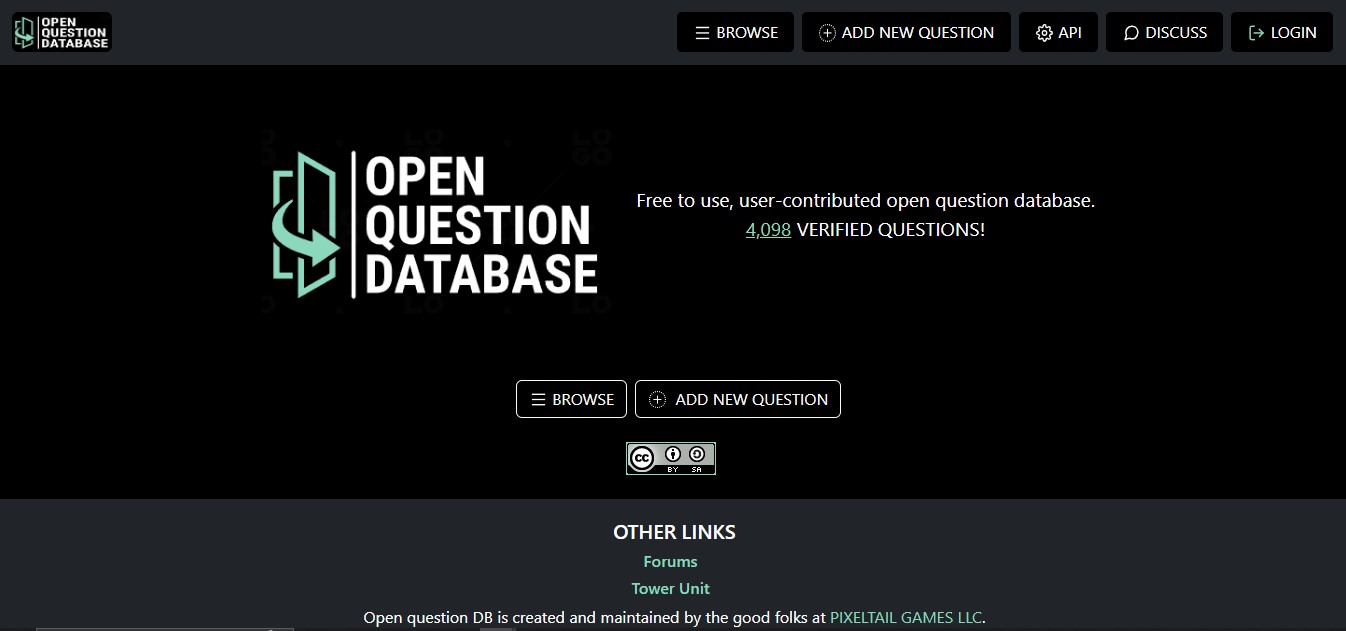 OPEN
QUESTION
DATABASE
BROWSE
ADD NEW QUESTION
API
DISCUSS
LOGIN
OPEN
QUESTION
DATABASE
Free to use, user-contributed open question database.
4,098 VERIFIED QUESTIONS!
BROWSE
ADD NEW QUESTION
cc
BY SA
OTHER LINKS
Forums
Tower Unit
Open question DB is created and maintained by the good folks at PIXELTAIL GAMES LLC.